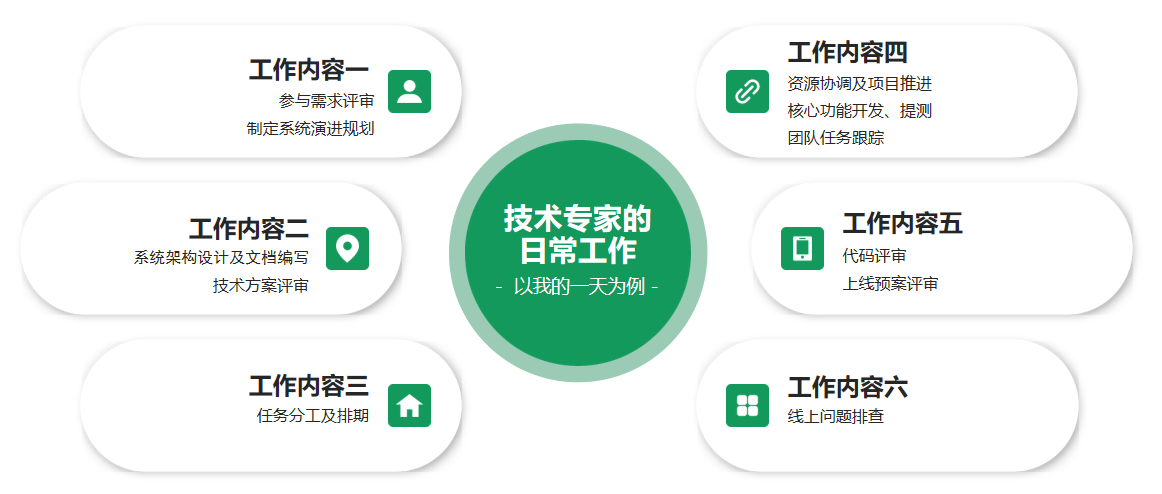 工作内容一
参与需求评审
制定系统演进规划
工作内容二
系统架构设计及文档编写
技术方案评审
工作内容三
任务分工及排期
技术专家的
日常工作
- 以我的一天为例 -
工作内容四
资源协调及项目推进
核心功能开发、提测
团队任务跟踪
工作内容五
代码评审
上线预案评审
工作内容六
线上问题排查